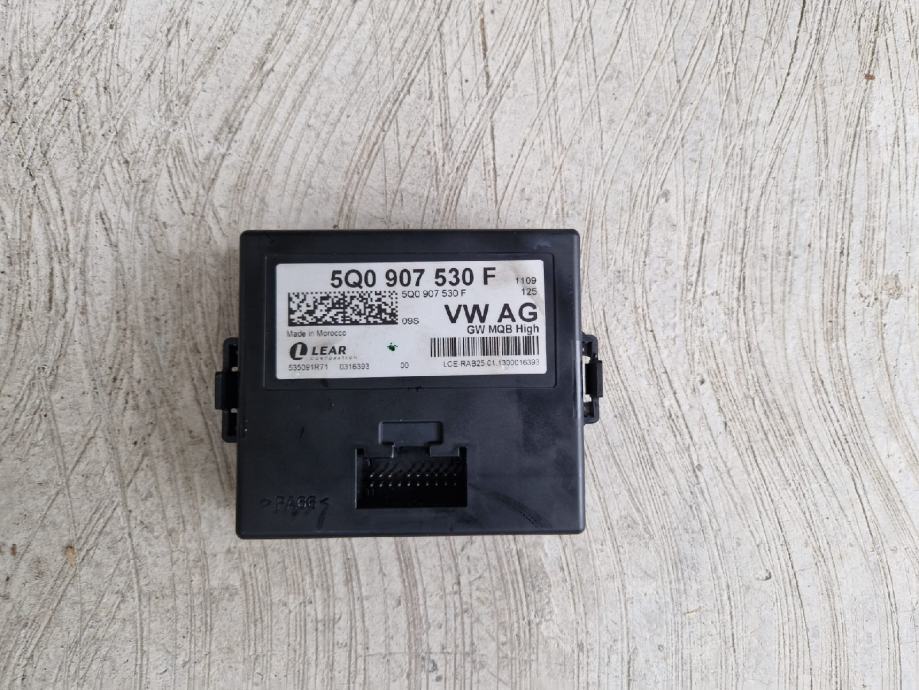 5Q0 907 530 F 1109
5Q0 907 530 F 125
09S VW AG
GW MQB High
Made in Morocco
LEAR
CORPORATION
535091R71 0316393 00 LCE-RAB25-01.1300016393
>PA66<